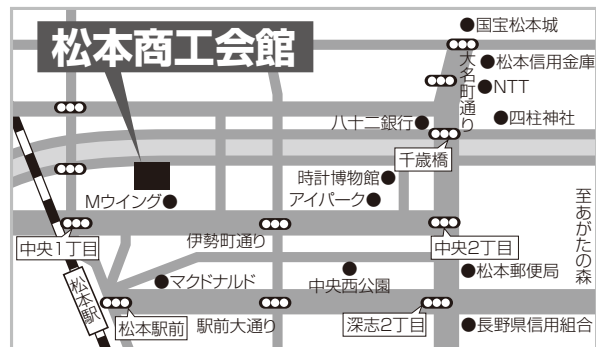 国宝松本城
松本商工会館
大名町通り
松本信用金庫
NTT
八十二銀行
四柱神社
千歳橋
時計博物館
Mウイング
アイパーク
至あがたの森
中央1丁目
伊勢町通り
中央2丁目
松本駅
マクドナルド
中央西公園
松本郵便局
松本駅前
駅前大通り
深志2丁目
長野県信用組合